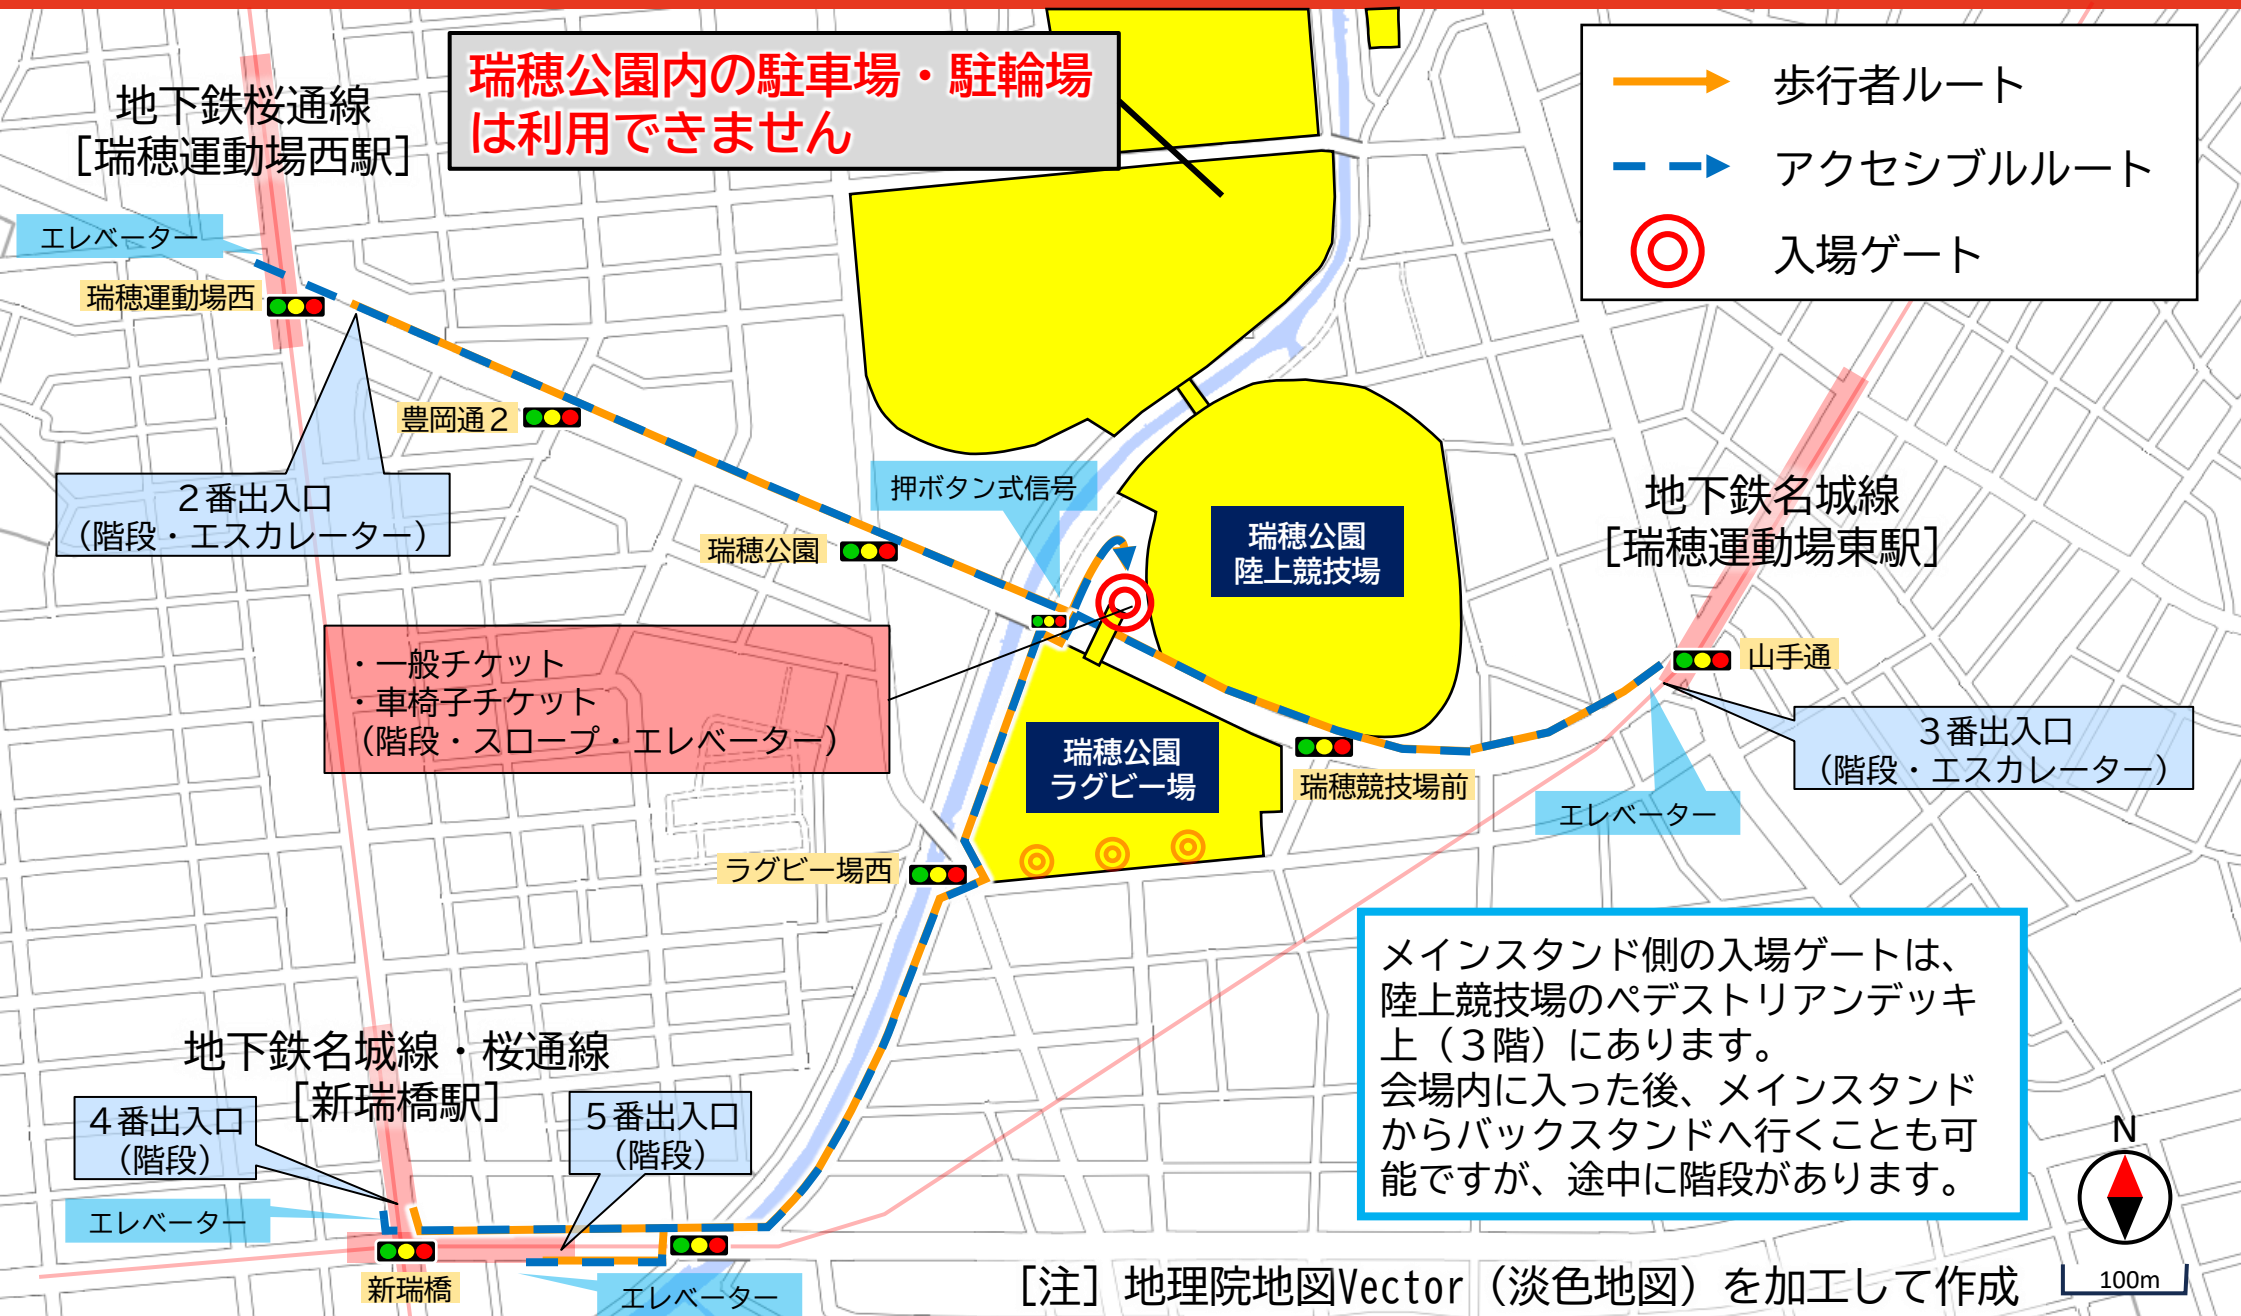 瑞穂公園内の駐車場・駐輪場
は利用できません
歩行者ルート
アクセシブルルート
入場ゲート
地下鉄桜通線
［瑞穂運動場西駅］
エレベーター
瑞穂運動場西
豊岡通２
２番出入口
（階段・エスカレーター）
押ボタン式信号
瑞穂公園
瑞穂公園
陸上競技場
地下鉄名城線
［瑞穂運動場東駅］
山手通
・一般チケット
・車椅子チケット
（階段・スロープ・エレベーター）
瑞穂公園
ラグビー場
瑞穂競技場前
３番出入口
（階段・エスカレーター）
エレベーター
ラグビー場西
メインスタンド側の入場ゲートは、
陸上競技場のペデストリアンデッキ
上（３階）にあります。
会場内に入った後、メインスタンド
からバックスタンドへ行くことも可
能ですが、途中に階段があります。
地下鉄名城線・桜通線
［新瑞橋駅］
４番出入口
（階段）
５番出入口
（階段）
エレベーター
新瑞橋
エレベーター
N
100m
［注］地理院地図Vector（淡色地図）を加工して作成